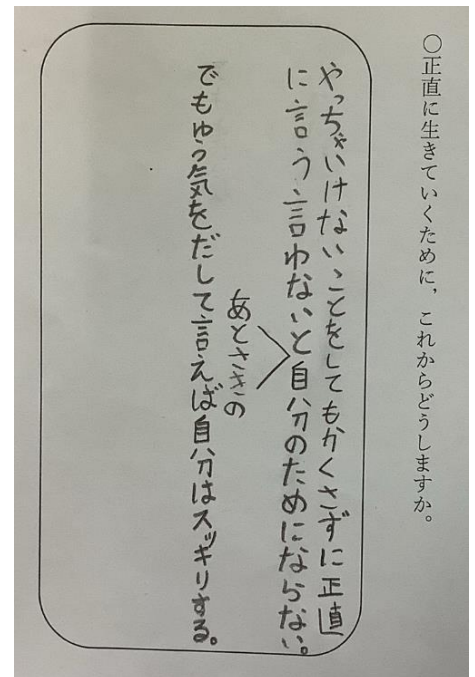 ○正直に生きていくために，これからどうしますか。
やっちゃいけないことをしてもかくさずに正直
に言う言わないと自分のためにならない。
あとさきの
でもゆう気をだして言えば自分はスッキリする。